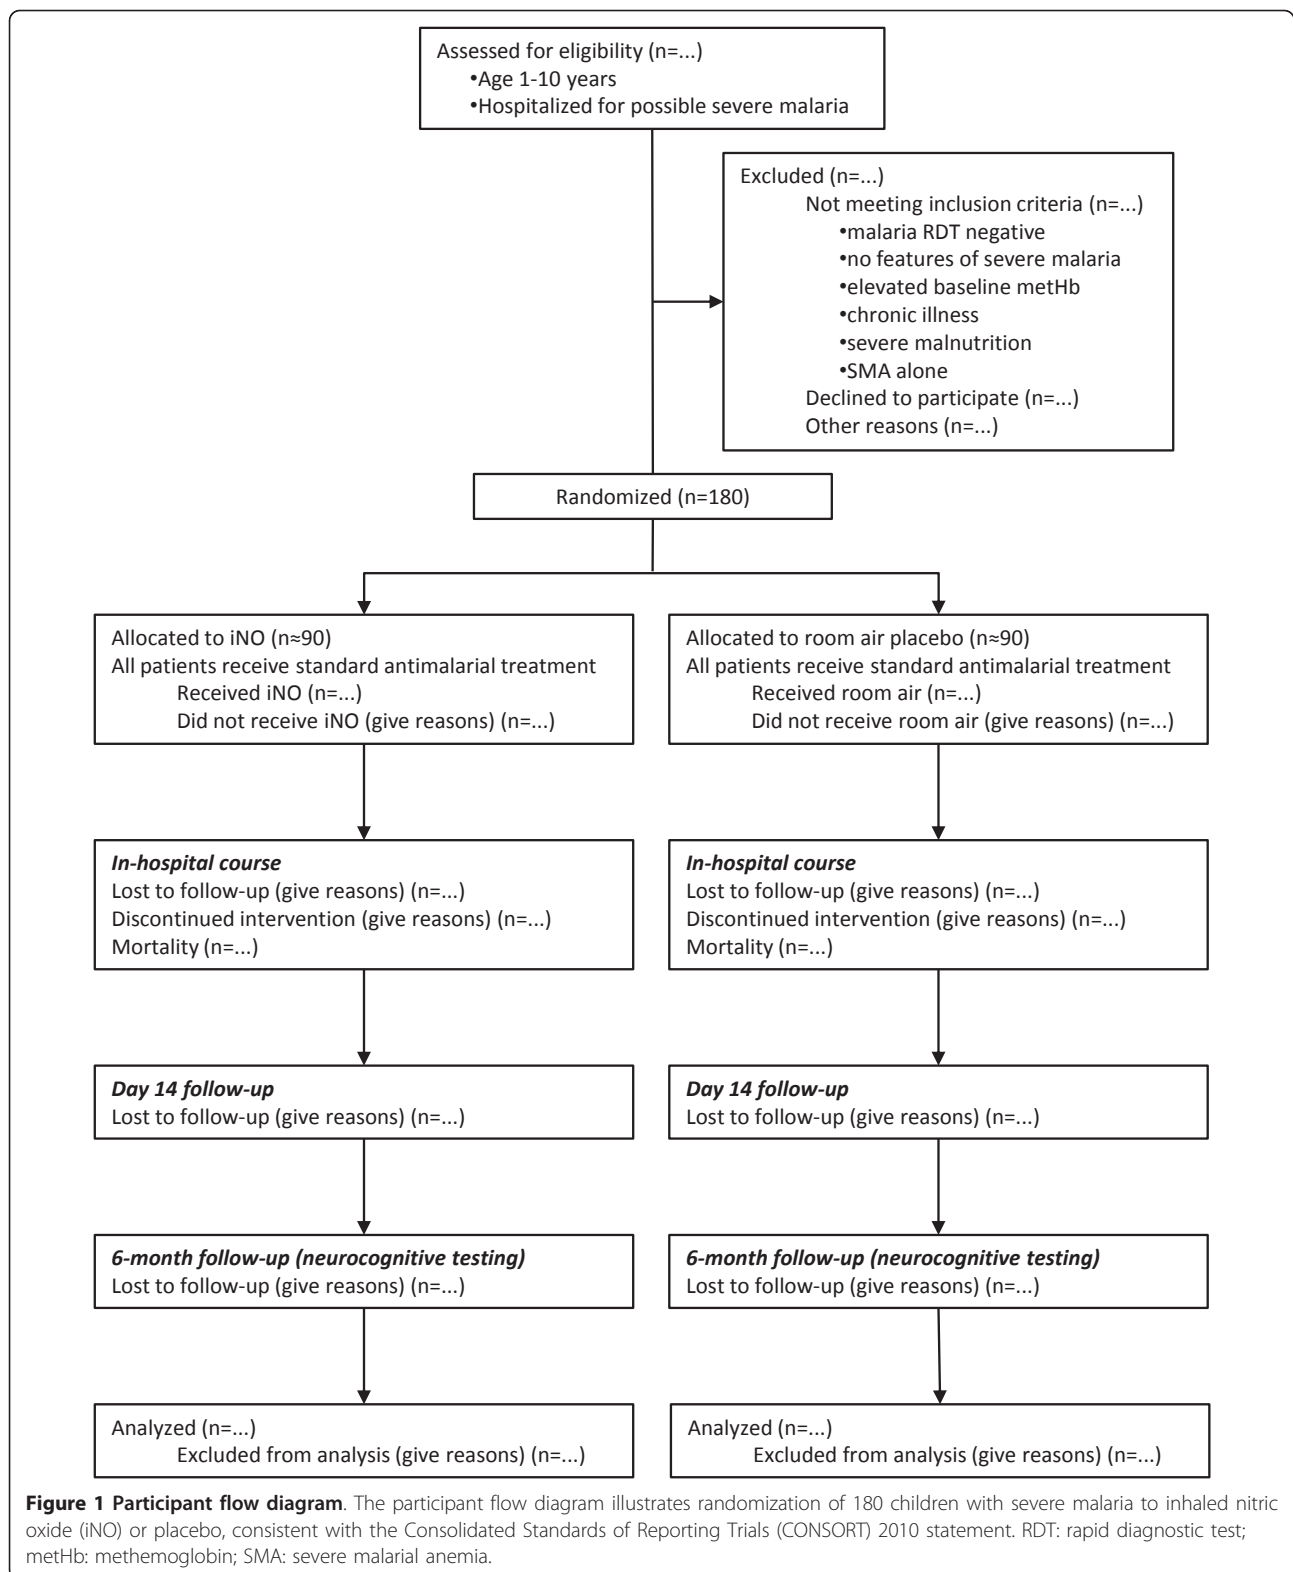 Assessed for eligibility (n=...)
•Age 1-10 years
•Hospitalized for possible severe malaria
Excluded (n=...)
Not meeting inclusion criteria (n=...)
•malaria RDT negative
•no features of severe malaria
•elevated baseline metHb
•chronic illness
•severe malnutrition
•SMA alone
Declined to participate (n=...)
Other reasons (n=...)
Randomized (n=180)
Allocated to iNO (n≈90)
All patients receive standard antimalarial treatment
Received iNO (n=...)
Did not receive iNO (give reasons) (n=...)
Allocated to room air placebo (n≈90)
All patients receive standard antimalarial treatment
Received room air (n=...)
Did not receive room air (give reasons) (n=...)
In-hospital course
Lost to follow-up (give reasons) (n=...)
Discontinued intervention (give reasons) (n=...)
Mortality (n=...)
In-hospital course
Lost to follow-up (give reasons) (n=...)
Discontinued intervention (give reasons) (n=...)
Mortality (n=...)
Day 14 follow-up
Lost to follow-up (give reasons) (n=...)
Day 14 follow-up
Lost to follow-up (give reasons) (n=...)
6-month follow-up (neurocognitive testing)
Lost to follow-up (give reasons) (n=...)
6-month follow-up (neurocognitive testing)
Lost to follow-up (give reasons) (n=...)
Analyzed (n=...)
Excluded from analysis (give reasons) (n=...)
Analyzed (n=...)
Excluded from analysis (give reasons) (n=...)
Figure 1 Participant flow diagram. The participant flow diagram illustrates randomization of 180 children with severe malaria to inhaled nitric
oxide (iNO) or placebo, consistent with the Consolidated Standards of Reporting Trials (CONSORT) 2010 statement. RDT: rapid diagnostic test;
metHb: methemoglobin; SMA: severe malarial anemia.